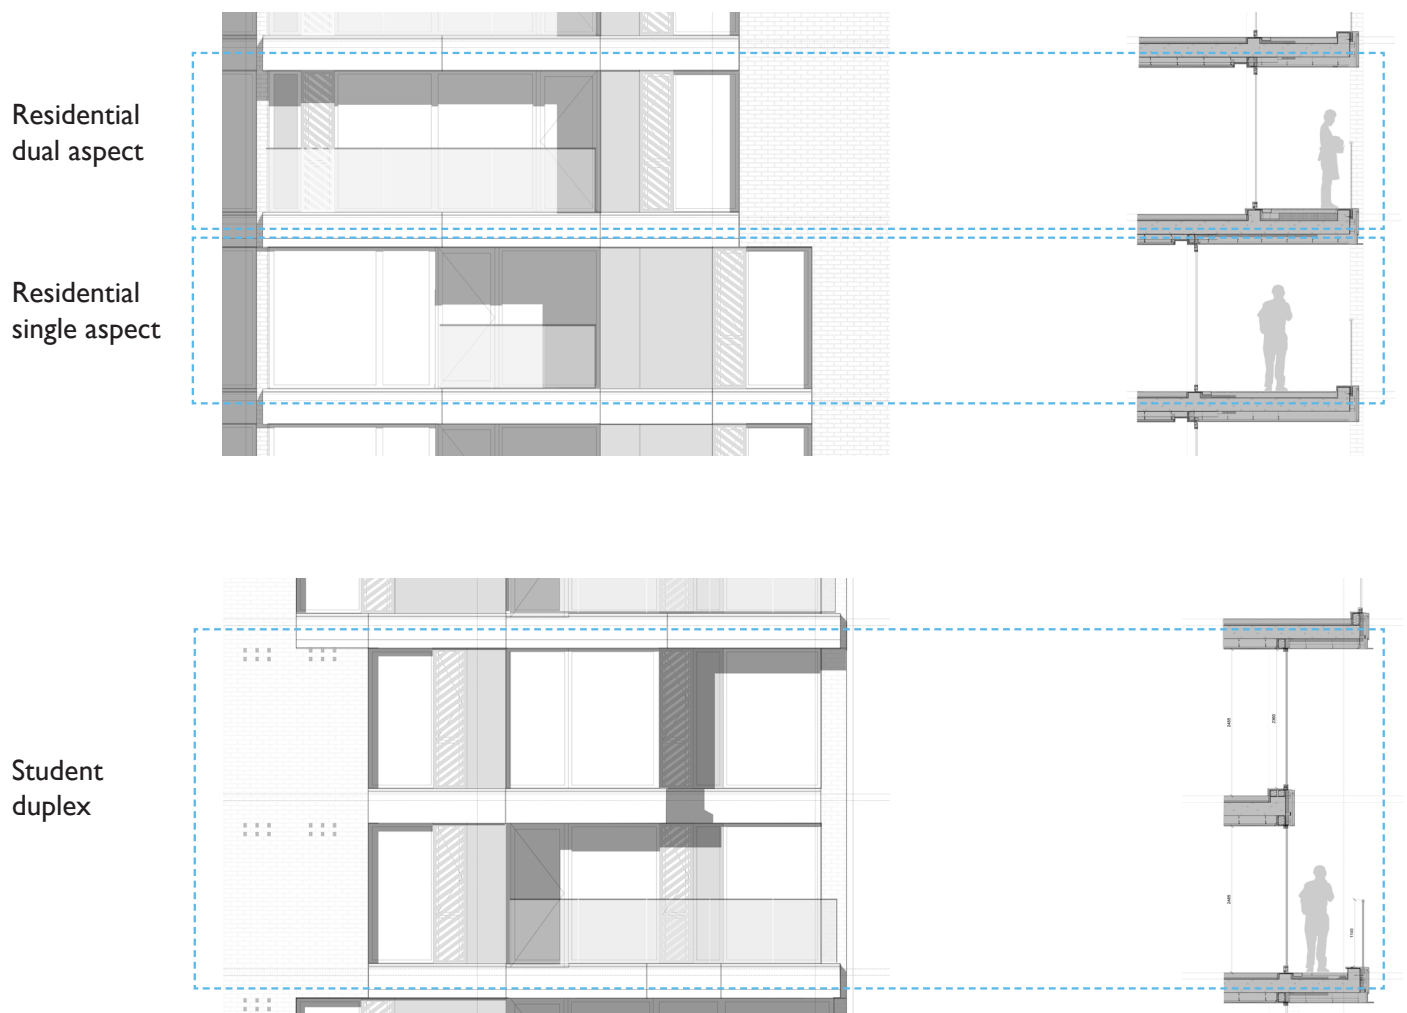 Residential
dual aspect
Residential
single aspect
Student
duplex